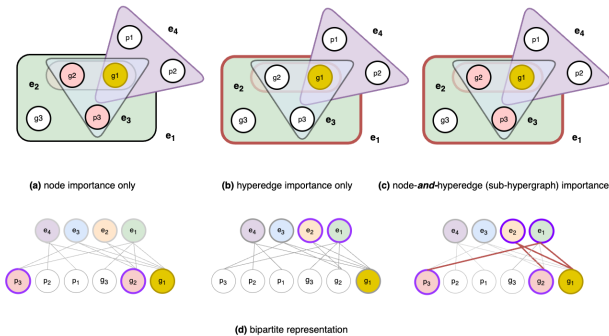 p1 e4 p1 e4 p1 e4
g2 g1 p2 g2 g1 p2 g2 g1 p2
e2 e2 e2
g3 p3 e3 g3 p3 e3 g3 p3 e3
e1 e1 e1
(a) node importance only (b) hyperedge importance only (c) node-and-hyperedge (sub-hypergraph) importance
e4 e3 e2 e1 e4 e3 e2 e1 e4 e3 e2 e1
p3 p2 p1 g3 g2 g1 p3 p2 p1 g3 g2 g1 p3 p2 p1 g3 g2 g1
(d) bipartite representation